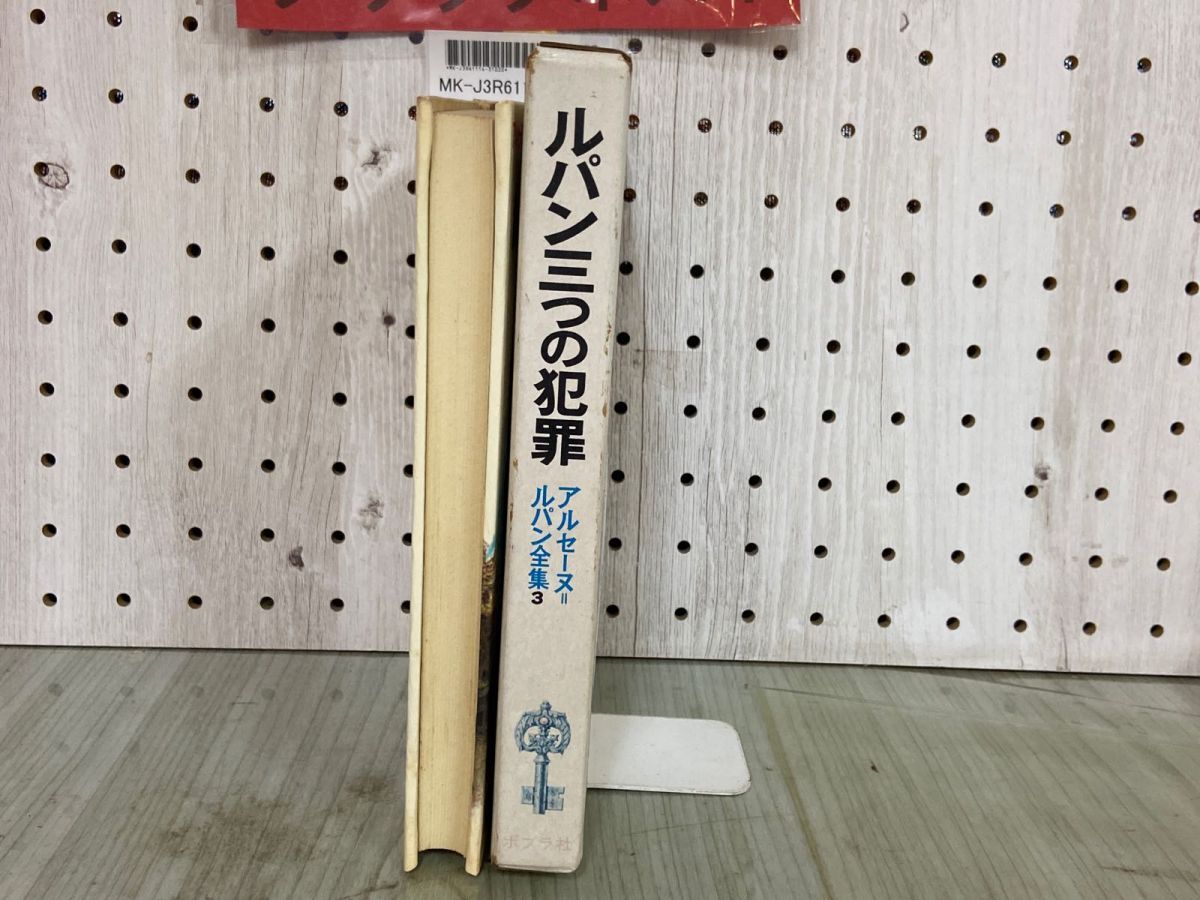 MK-J3R611
ルパン三つの犯罪
アルセーヌ=
ルパン全集3
ポプラ社